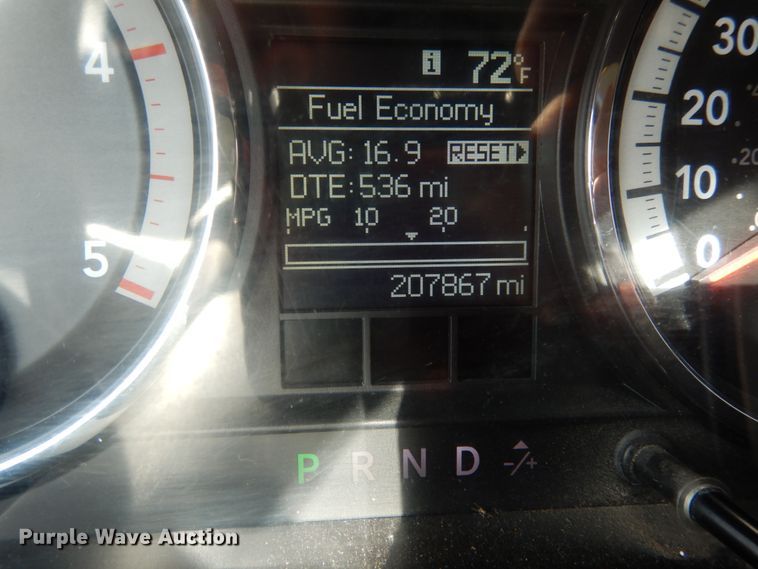 4
5
i 72°F
Fuel Economy
AVG: 16.9 RESET
DTE: 536 mi
MPG 10 20
207867 mi
P R N D -/+
30
20
10
0
20
Purple Wave Auction